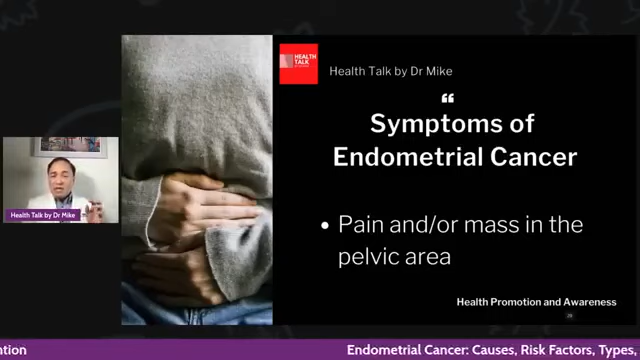 HEALTH
TALK
Health Talk by Dr Mike
“
Symptoms of
Endometrial Cancer
• Pain and/or mass in the
pelvic area
Health Talk by Dr Mike
Health Promotion and Awareness
ntion
Endometrial Cancer: Causes, Risk Factors, Types,